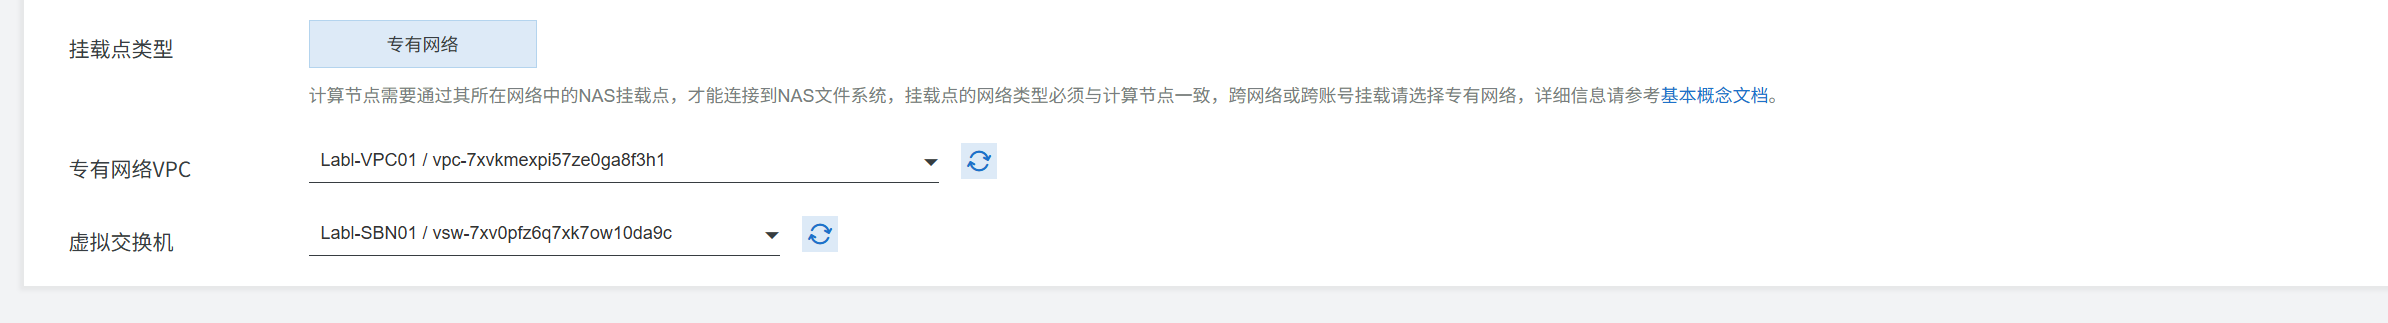 挂载点类型 专有网络
计算节点需要通过其所在网络中的NAS挂载点，才能连接到NAS文件系统，挂载点的网络类型必须与计算节点一致，跨网络或跨账号挂载请选择专有网络，详细信息请参考基本概念文档。
专有网络VPC Labl-VPC01 / vpc-7xvkmexpi57ze0ga8f3h1
虚拟交换机 Labl-SBN01 / vsw-7xv0pfz6q7xk7ow10da9c